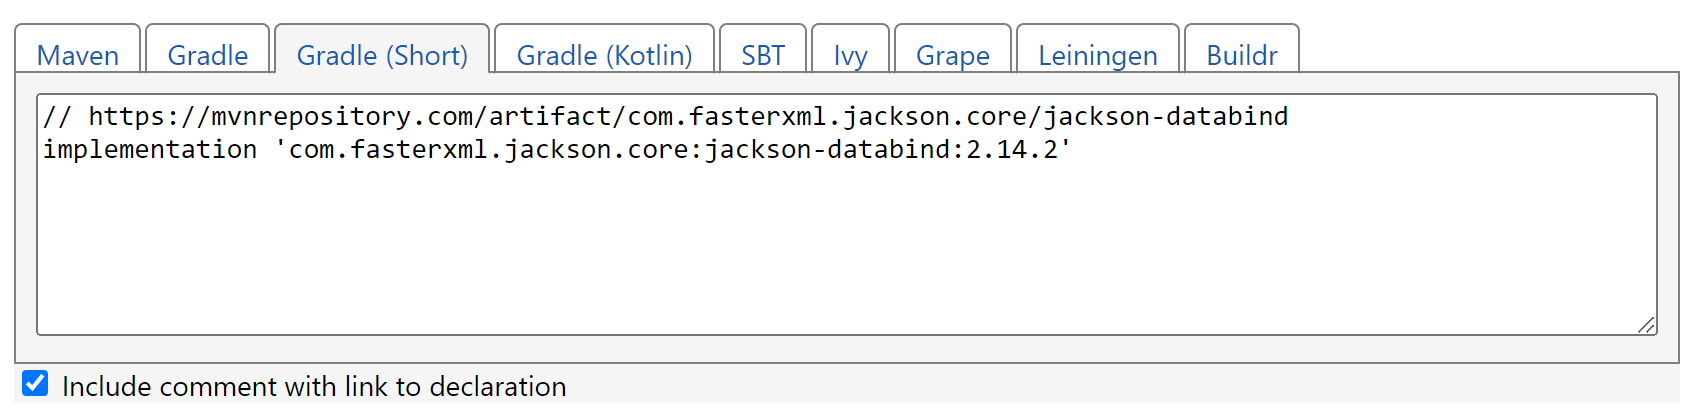 Maven Gradle Gradle (Short) Gradle (Kotlin) SBT Ivy Grape Leiningen Buildr
// https://mvnrepository.com/artifact/com.fasterxml.jackson.core/jackson-databind
implementation 'com.fasterxml.jackson.core:jackson-databind:2.14.2'
Include comment with link to declaration